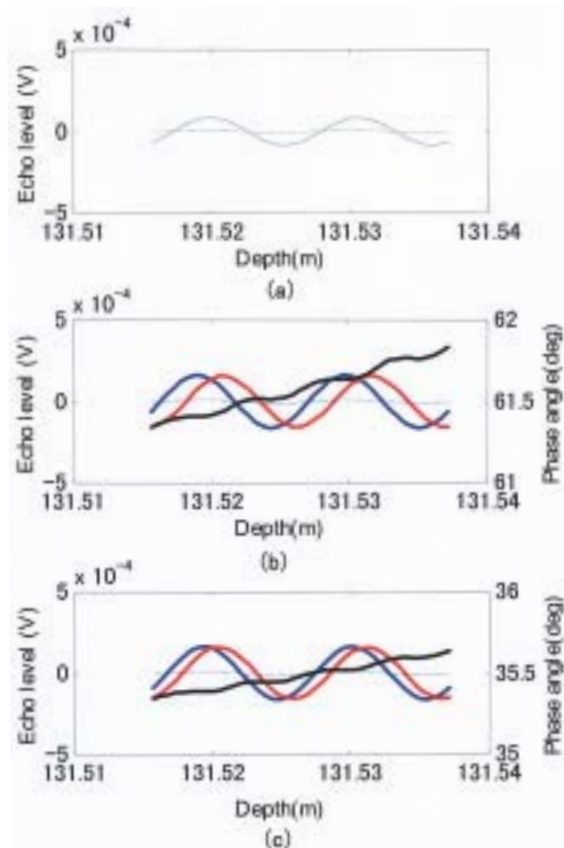 x 10⁻⁴
5
0
-5
Echo level (V)
131.51 131.52 131.53 131.54
Depth(m)
(a)
x 10⁻⁴
5
0
-5
Echo level (V)
62
61.5
61
Phase angle(deg)
131.51 131.52 131.53 131.54
Depth(m)
(b)
x 10⁻⁴
5
0
-5
Echo level (V)
36
35.5
35
Phase angle(deg)
131.51 131.52 131.53 131.54
Depth(m)
(c)